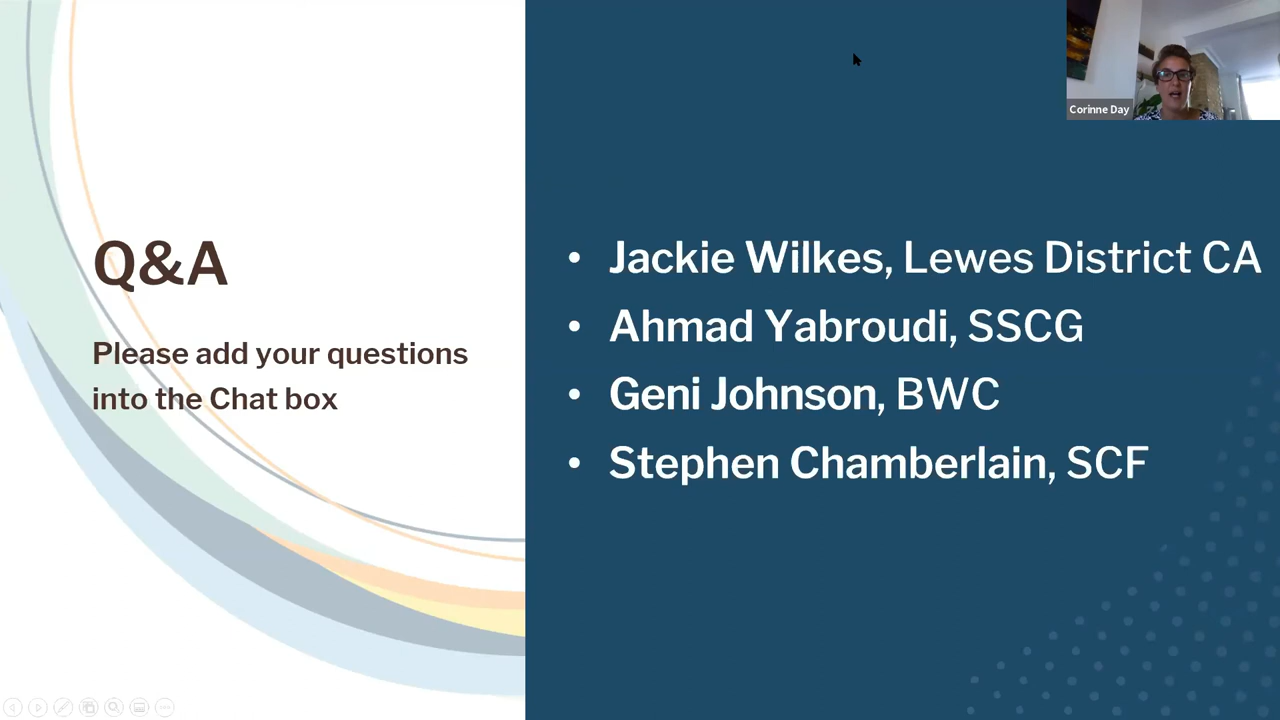 Q&A
Please add your questions
into the Chat box
• Jackie Wilkes, Lewes District CA
• Ahmad Yabroudi, SSCG
• Geni Johnson, BWC
• Stephen Chamberlain, SCF
Corinne Day